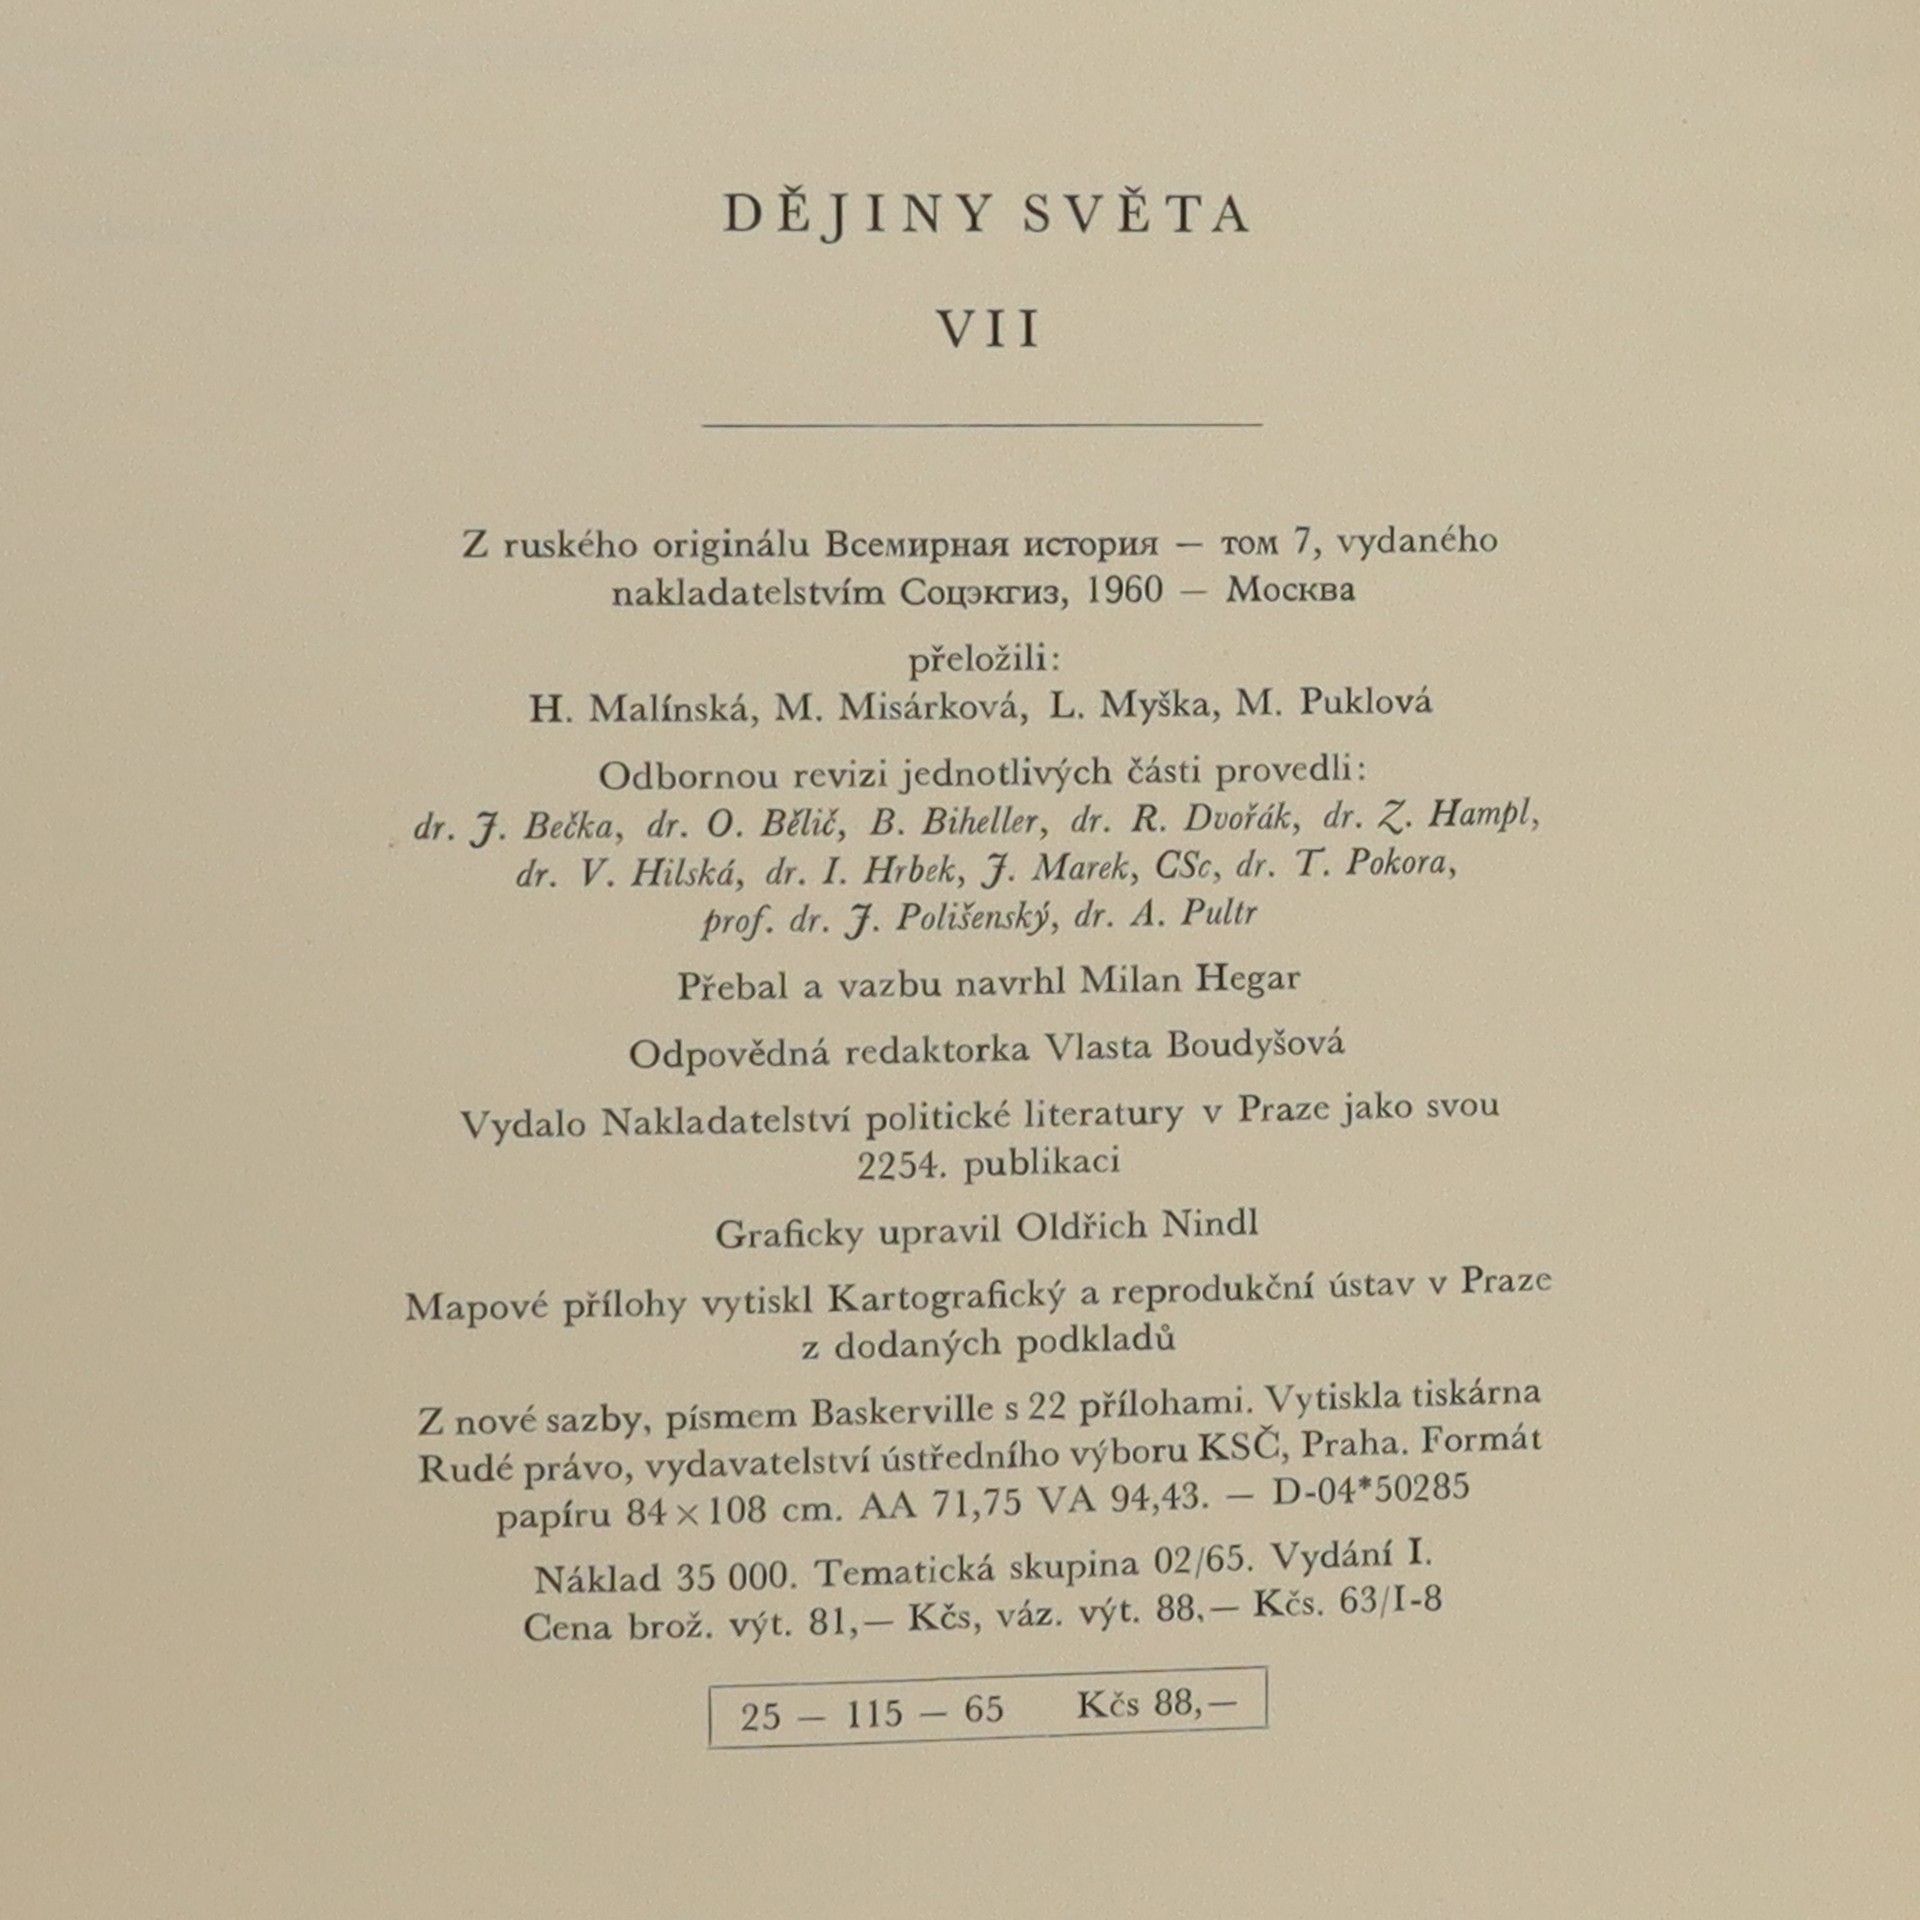 DĚJINY SVĚTA
VII
Z ruského originálu Всемирная история — том 7, vydaného
nakladatelstvím Соцэкгиз, 1960 — Москва
přeložili:
H. Malínská, M. Misárková, L. Myška, M. Puklová
Odbornou revizi jednotlivých části provedli:
dr. J. Bečka, dr. O. Bělič, B. Biheller, dr. R. Dvořák, dr. Z. Hampl,
dr. V. Hilská, dr. I. Hrbek, J. Marek, CSc, dr. T. Pokora,
prof. dr. J. Polišenský, dr. A. Pultr
Přebal a vazbu navrhl Milan Hegar
Odpovědná redaktorka Vlasta Boudyšová
Vydalo Nakladatelství politické literatury v Praze jako svou
2254. publikaci
Graficky upravil Oldřich Nindl
Mapové přílohy vytiskl Kartografický a reprodukční ústav v Praze
z dodaných podkladů
Z nové sazby, písmem Baskerville s 22 přílohami. Vytiskla tiskárna
Rudé právo, vydavatelství ústředního výboru KSČ, Praha. Formát
papíru 84×108 cm. AA 71,75 VA 94,43. — D-04*50285
Náklad 35 000. Tematická skupina 02/65. Vydání I.
Cena brož. výt. 81,— Kčs, váz. výt. 88.— Kčs. 63/I-8
25 — 115 — 65 Kčs 88,—